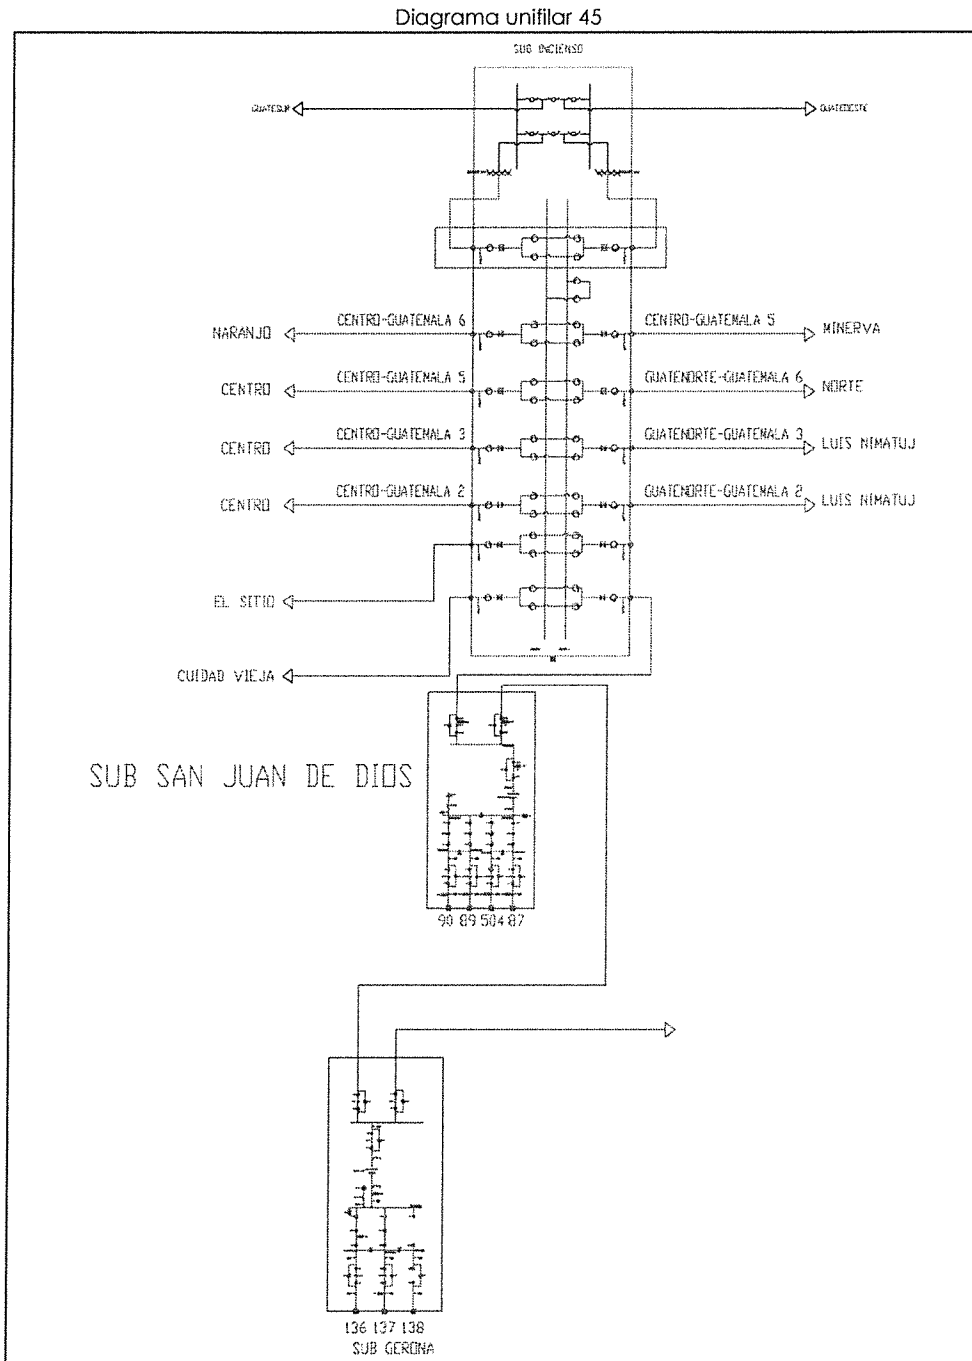 Diagrama unifilar 45
SUB INCIENSO
GUATESUR
GUATEOESTE
CENTRO-GUATEMALA 6
CENTRO-GUATEMALA 5
NARANJO
MINERVA
CENTRO-GUATEMALA 5
GUATENORTE-GUATEMALA 6
CENTRO
NORTE
CENTRO-GUATEMALA 3
GUATENORTE-GUATEMALA 3
CENTRO
LUIS NIMATUJ
CENTRO-GUATEMALA 2
GUATENORTE-GUATEMALA 2
CENTRO
LUIS NIMATUJ
EL SITIO
CUIDAD VIEJA
SUB SAN JUAN DE DIOS
90 89 504 87
136 137 138
SUB GERONA